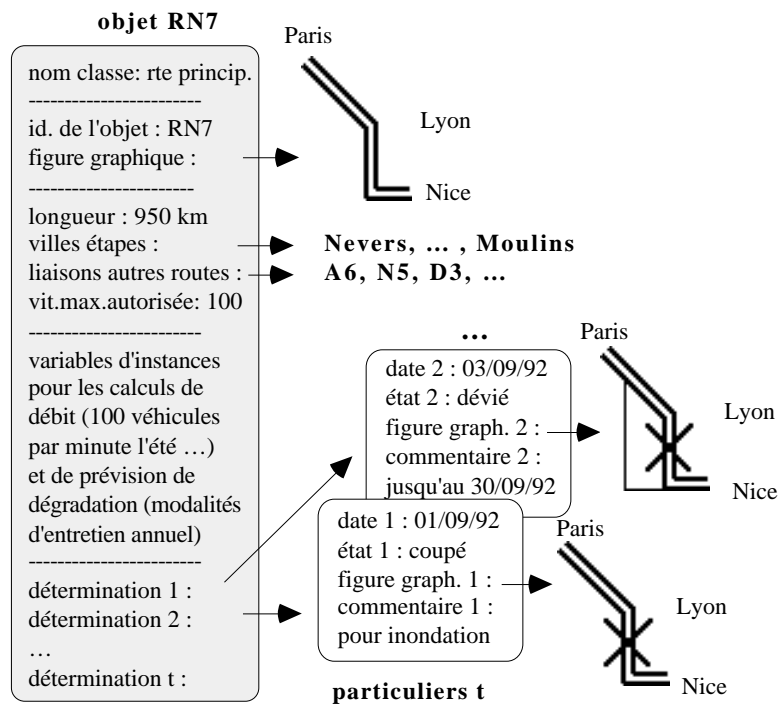 objet RN7
nom classe: rte princip.
-----------------------
id. de l'objet : RN7
figure graphique :
----------------------
longueur : 950 km
villes étapes :
liaisons autres routes :
vit.max.autorisée: 100
-----------------------
variables d'instances
pour les calculs de
débit (100 véhicules
par minute l'été …)
et de prévision de
dégradation (modalités
d'entretien annuel)
-----------------------
détermination 1 :
détermination 2 :
…
détermination t :
Paris
Lyon
Nice
Nevers, … , Moulins
A6, N5, D3, …
…
date 2 : 03/09/92
état 2 : dévié
figure graph. 2 :
commentaire 2 :
jusqu'au 30/09/92
Paris
Lyon
Nice
date 1 : 01/09/92
état 1 : coupé
figure graph. 1 :
commentaire 1 :
pour inondation
Paris
Lyon
Nice
particuliers t